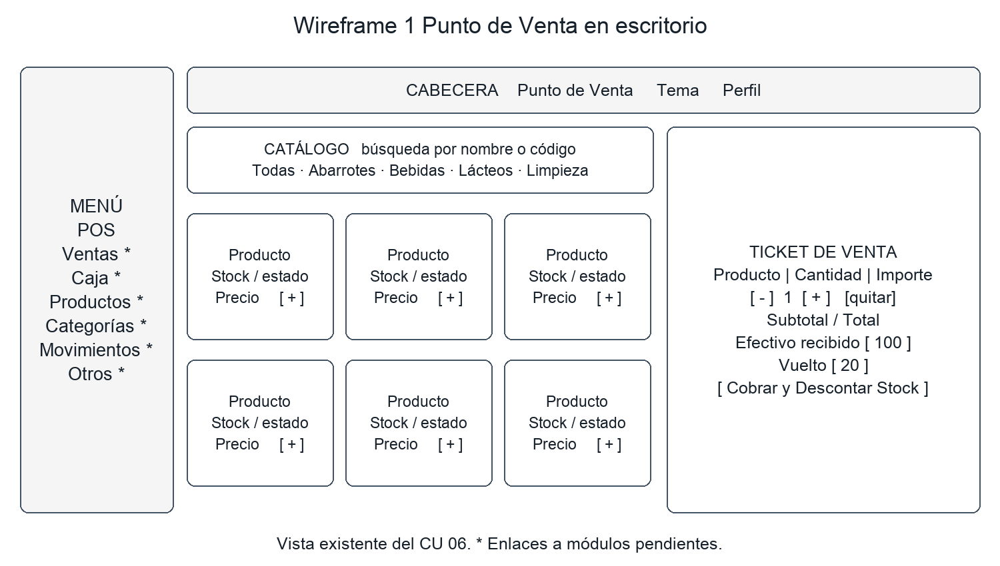 Wireframe 1 Punto de Venta en escritorio
MENÚ
POS
Ventas *
Caja *
Productos *
Categorías *
Movimientos *
Otros *
CABECERA Punto de Venta Tema Perfil
CATÁLOGO búsqueda por nombre o código
Todas · Abarrotes · Bebidas · Lácteos · Limpieza
Producto
Stock / estado
Precio [ + ]
Producto
Stock / estado
Precio [ + ]
Producto
Stock / estado
Precio [ + ]
Producto
Stock / estado
Precio [ + ]
Producto
Stock / estado
Precio [ + ]
Producto
Stock / estado
Precio [ + ]
TICKET DE VENTA
Producto | Cantidad | Importe
[ - ] 1 [ + ] [quitar]
Subtotal / Total
Efectivo recibido [ 100 ]
Vuelto [ 20 ]
[ Cobrar y Descontar Stock ]
Vista existente del CU 06. * Enlaces a módulos pendientes.